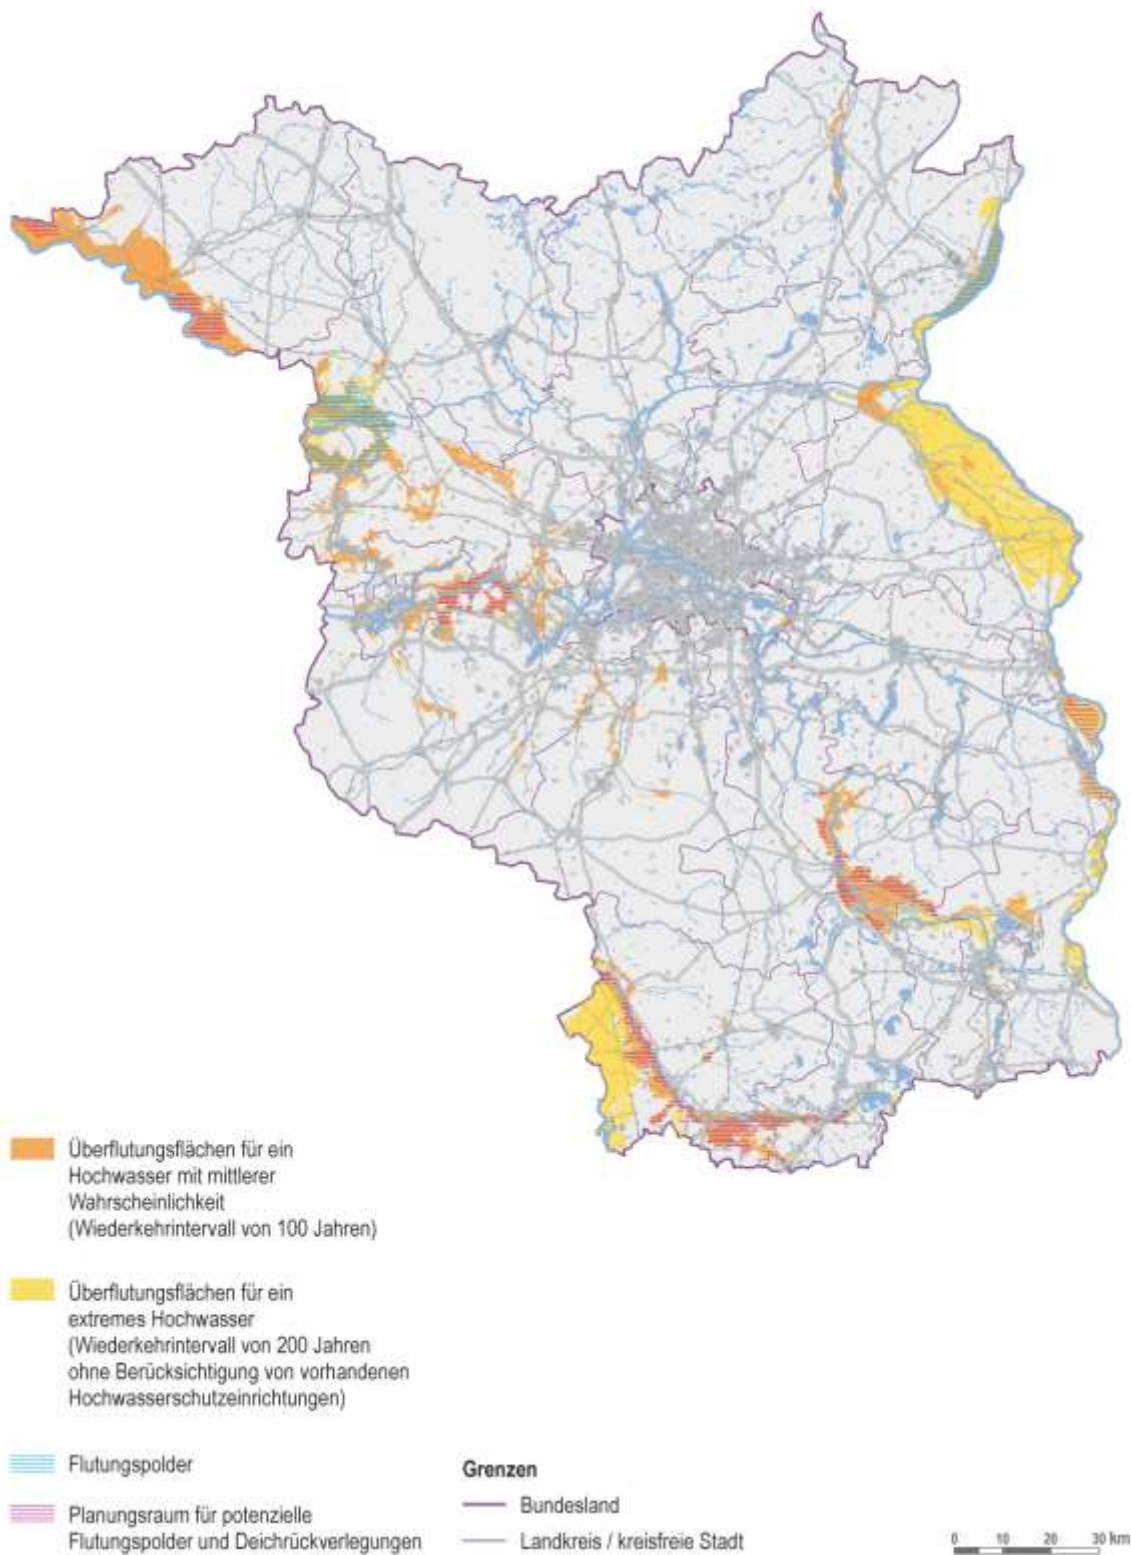 Überflutungsflächen für ein
Hochwasser mit mittlerer
Wahrscheinlichkeit
(Wiederkehrintervall von 100 Jahren)
Überflutungsflächen für ein
extremes Hochwasser
(Wiederkehrintervall von 200 Jahren
ohne Berücksichtigung von vorhandenen
Hochwasserschutzeinrichtungen)
Flutungspolder
Planungsraum für potenzielle
Flutungspolder und Deichrückverlegungen
Grenzen
Bundesland
Landkreis / kreisfreie Stadt
0 10 20 30 km